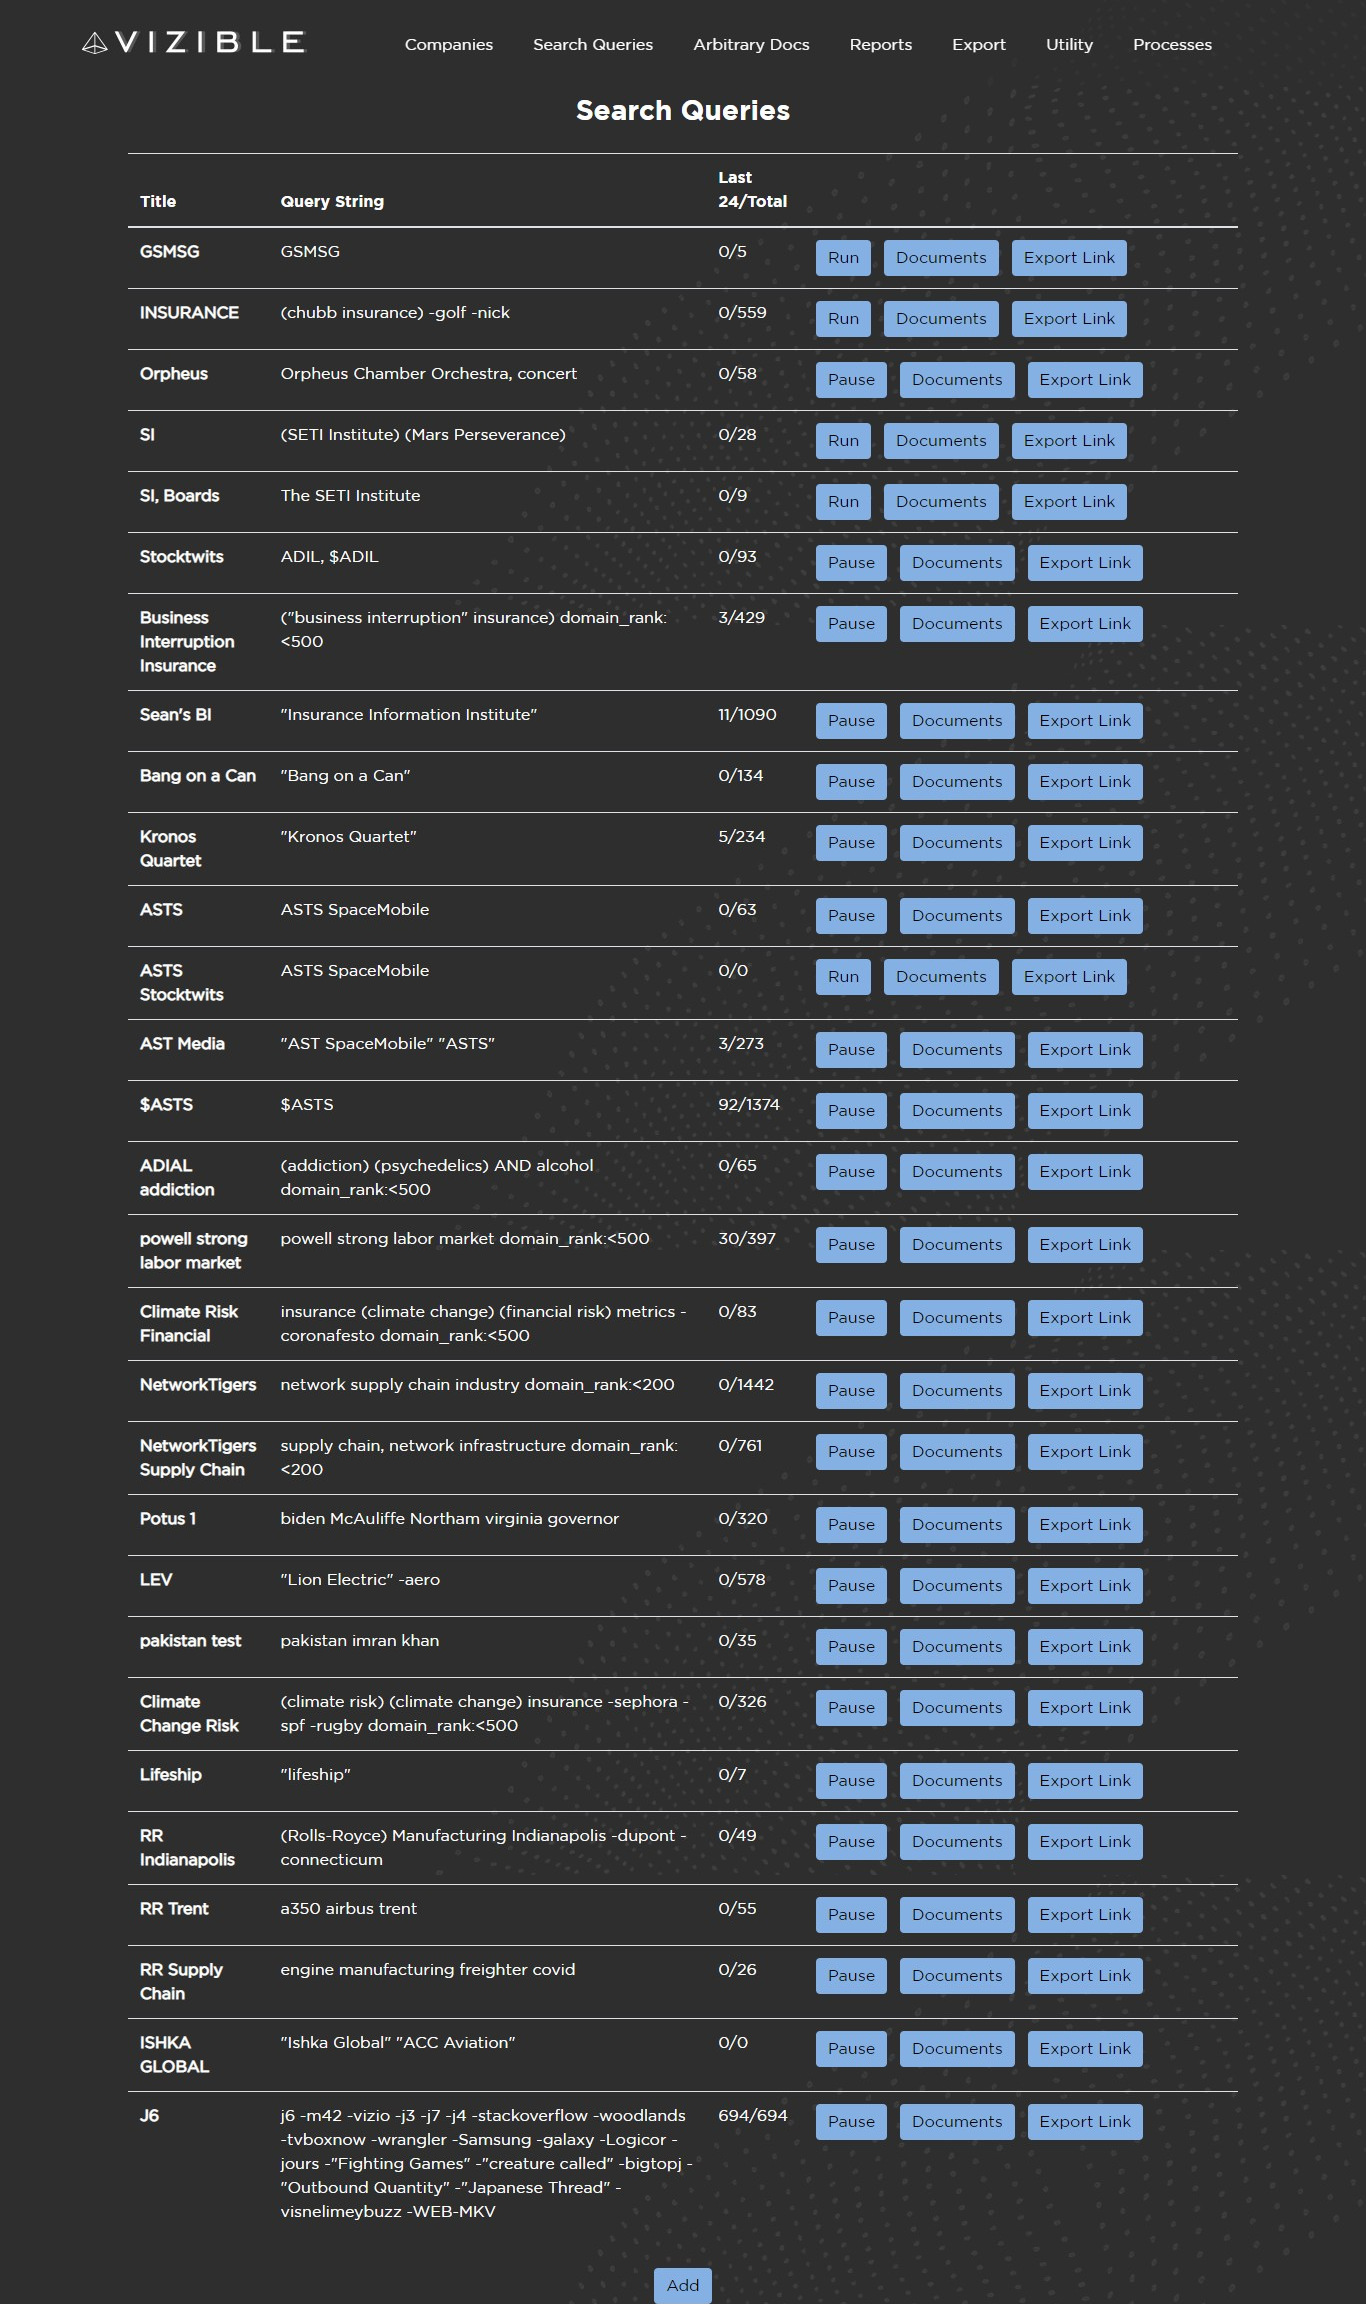 VIZIBLE
Companies Search Queries Arbitrary Docs Reports Export Utility Processes
Search Queries
Title Query String Last
24/Total
GSMSG GSMSG 0/5 Run Documents Export Link
INSURANCE (chubb insurance) -golf -nick 0/559 Run Documents Export Link
Orpheus Orpheus Chamber Orchestra, concert 0/58 Pause Documents Export Link
SI (SETI Institute) (Mars Perseverance) 0/28 Run Documents Export Link
SI, Boards The SETI Institute 0/9 Run Documents Export Link
Stocktwits ADIL, $ADIL 0/93 Pause Documents Export Link
Business ("business interruption" insurance) domain_rank: 3/429 Pause Documents Export Link
Interruption <500
Insurance
Sean's BI "Insurance Information Institute" 11/1090 Pause Documents Export Link
Bang on a Can "Bang on a Can" 0/134 Pause Documents Export Link
Kronos "Kronos Quartet" 5/234 Pause Documents Export Link
Quartet
ASTS ASTS SpaceMobile 0/63 Pause Documents Export Link
ASTS ASTS SpaceMobile 0/0 Run Documents Export Link
Stocktwits
AST Media "AST SpaceMobile" "ASTS" 3/273 Pause Documents Export Link
$ASTS $ASTS 92/1374 Pause Documents Export Link
ADIAL (addiction) (psychedelics) AND alcohol 0/65 Pause Documents Export Link
addiction domain_rank:<500
powell strong powell strong labor market domain_rank:<500 30/397 Pause Documents Export Link
labor market
Climate Risk insurance (climate change) (financial risk) metrics - 0/83 Pause Documents Export Link
Financial coronafesto domain_rank:<500
NetworkTigers network supply chain industry domain_rank:<200 0/1442 Pause Documents Export Link
NetworkTigers supply chain, network infrastructure domain_rank: 0/761 Pause Documents Export Link
Supply Chain <200
Potus 1 biden McAuliffe Northam virginia governor 0/320 Pause Documents Export Link
LEV "Lion Electric" -aero 0/578 Pause Documents Export Link
pakistan test pakistan imran khan 0/35 Pause Documents Export Link
Climate (climate risk) (climate change) insurance -sephora - 0/326 Pause Documents Export Link
Change Risk spf -rugby domain_rank:<500
Lifeship "lifeship" 0/7 Pause Documents Export Link
RR (Rolls-Royce) Manufacturing Indianapolis -dupont - 0/49 Pause Documents Export Link
Indianapolis connecticum
RR Trent a350 airbus trent 0/55 Pause Documents Export Link
RR Supply engine manufacturing freighter covid 0/26 Pause Documents Export Link
Chain
ISHKA "Ishka Global" "ACC Aviation" 0/0 Pause Documents Export Link
GLOBAL
J6 j6 -m42 -vizio -j3 -j7 -j4 -stackoverflow -woodlands 694/694 Pause Documents Export Link
-tvboxnow -wrangler -Samsung -galaxy -Logicor -
jours -"Fighting Games" -"creature called" -bigtopj -
"Outbound Quantity" -"Japanese Thread" -
visnelimeybuzz -WEB-MKV
Add